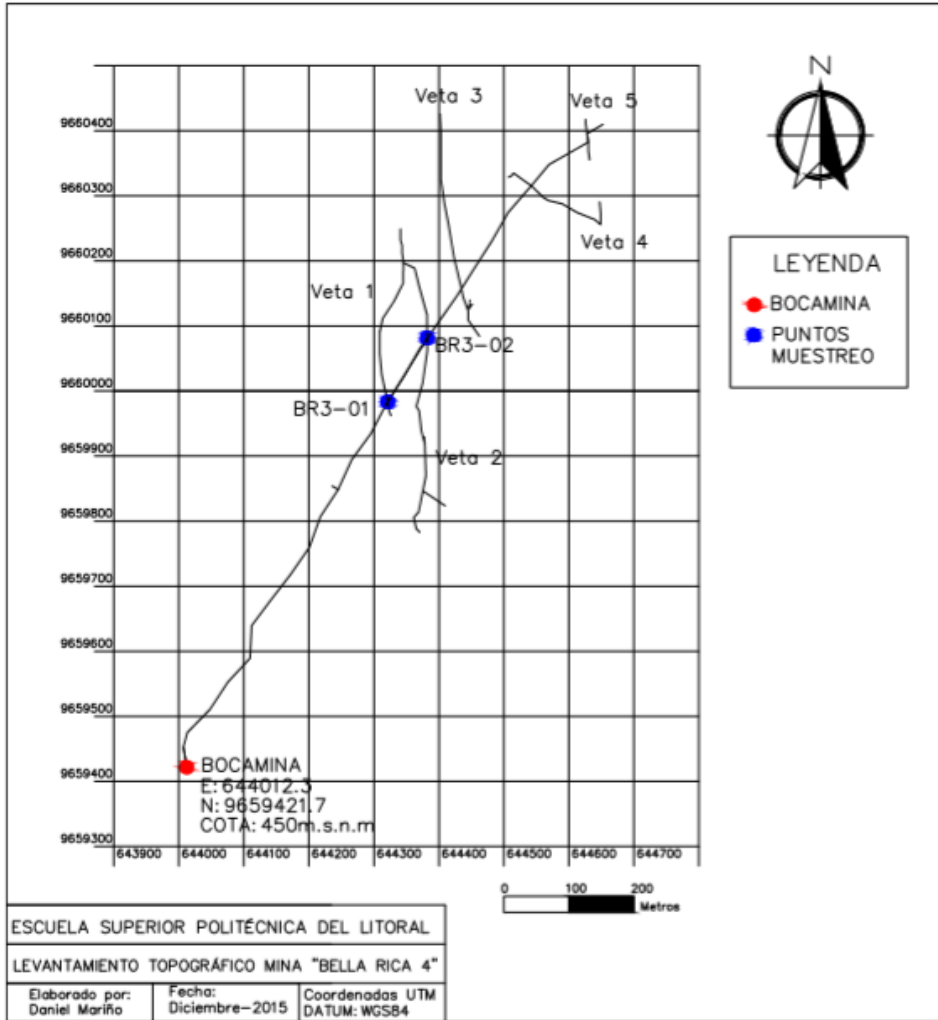 N
Veta 3
Veta 5
9660400
9660300
Veta 4
9660200
Veta 1
LEYENDA
BOCAMINA
PUNTOS
MUESTREO
9660100
BR3-02
9660000
BR3-01
9659900
Veta 2
9659800
9659700
9659600
9659500
BOCAMINA
9659400
E: 644012.3
N: 9659421.7
COTA: 450m.s.n.m
9659300
643900 644000 644100 644200 644300 644400 644500 644600 644700
0 100 200
Metros
ESCUELA SUPERIOR POLITÉCNICA DEL LITORAL
LEVANTAMIENTO TOPOGRÁFICO MINA "BELLA RICA 4"
Elaborado por:
Daniel Mariño
Fecha:
Diciembre-2015
Coordenadas UTM
DATUM: WGS84